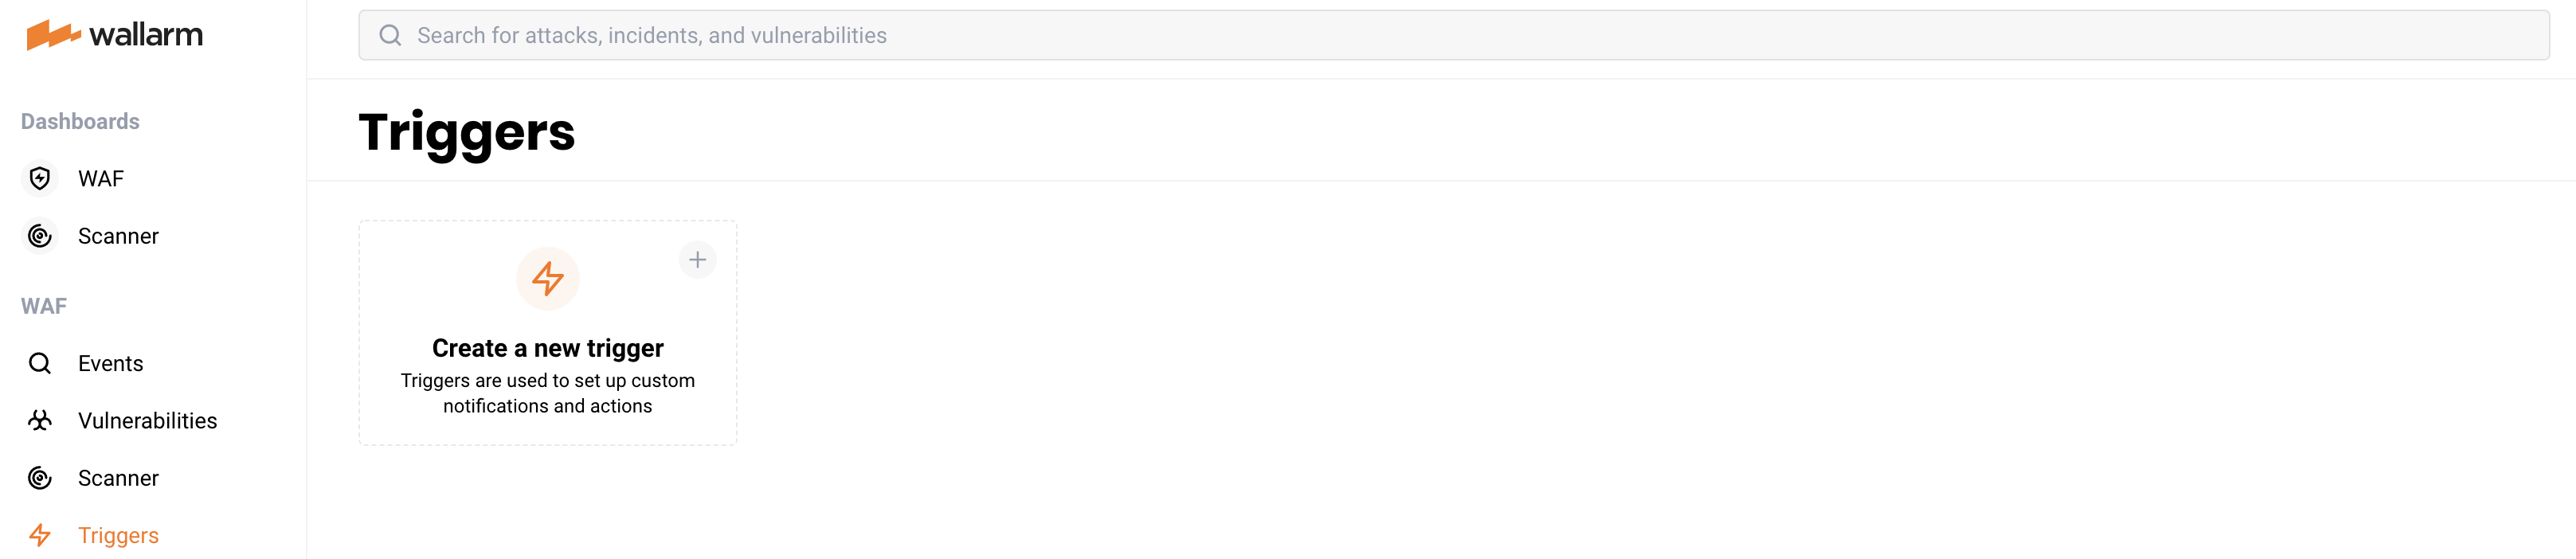 wallarm
Search for attacks, incidents, and vulnerabilities
Dashboards
WAF
Scanner
WAF
Events
Vulnerabilities
Scanner
Triggers
Triggers
Create a new trigger
Triggers are used to set up custom
notifications and actions